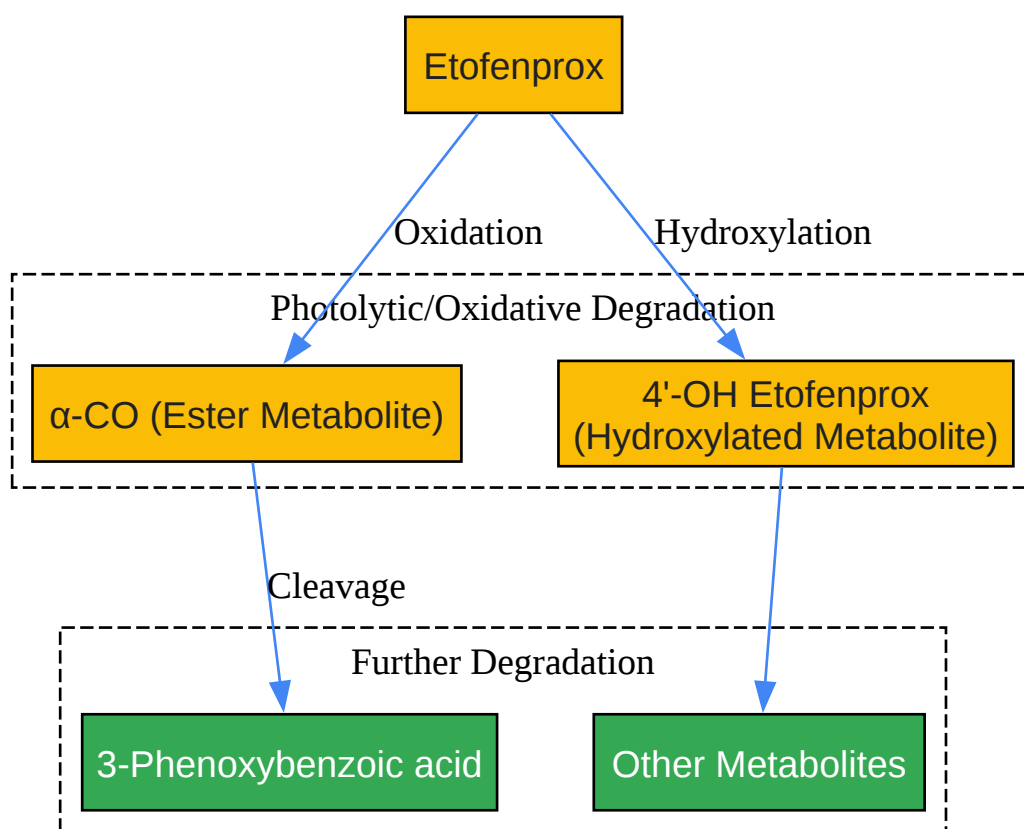 Etofenprox
Oxidation
Hydroxylation
Photolytic/Oxidative Degradation
α-CO (Ester Metabolite)
4'-OH Etofenprox
(Hydroxylated Metabolite)
Cleavage
Further Degradation
3-Phenoxybenzoic acid
Other Metabolites